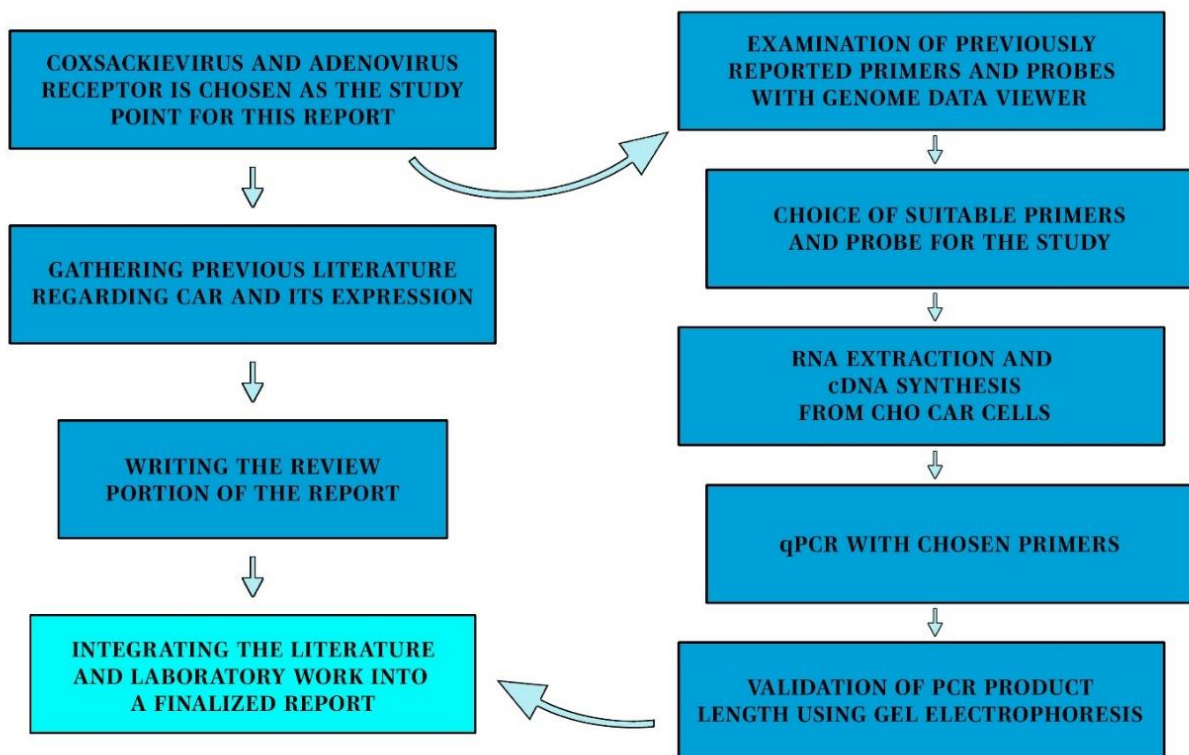 COXSACKIEVIRUS AND ADENOVIRUS
RECEPTOR IS CHOSEN AS THE STUDY
POINT FOR THIS REPORT
GATHERING PREVIOUS LITERATURE
REGARDING CAR AND ITS EXPRESSION
WRITING THE REVIEW
PORTION OF THE REPORT
INTEGRATING THE LITERATURE
AND LABORATORY WORK INTO
A FINALIZED REPORT
EXAMINATION OF PREVIOUSLY
REPORTED PRIMERS AND PROBES
WITH GENOME DATA VIEWER
CHOICE OF SUITABLE PRIMERS
AND PROBE FOR THE STUDY
RNA EXTRACTION AND
cDNA SYNTHESIS
FROM CHO CAR CELLS
qPCR WITH CHOSEN PRIMERS
VALIDATION OF PCR PRODUCT
LENGTH USING GEL ELECTROPHORESIS